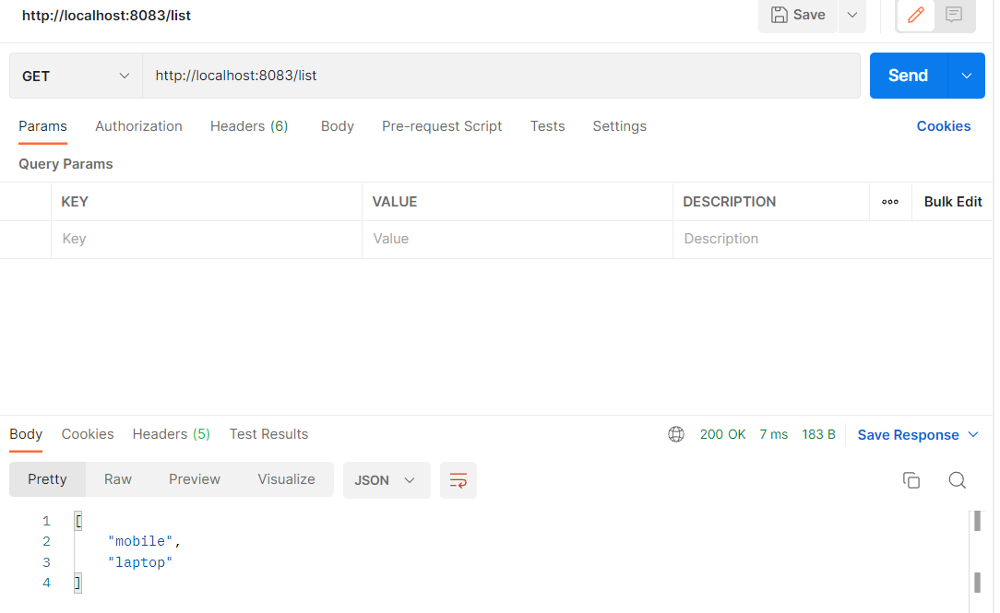 http://localhost:8083/list Save
GET http://localhost:8083/list Send
Params Authorization Headers (6) Body Pre-request Script Tests Settings Cookies
Query Params
KEY VALUE DESCRIPTION ooo Bulk Edit
Key Value Description
Body Cookies Headers (5) Test Results 200 OK 7 ms 183 B Save Response
Pretty Raw Preview Visualize JSON
1 [
2 "mobile",
3 "laptop"
4 ]